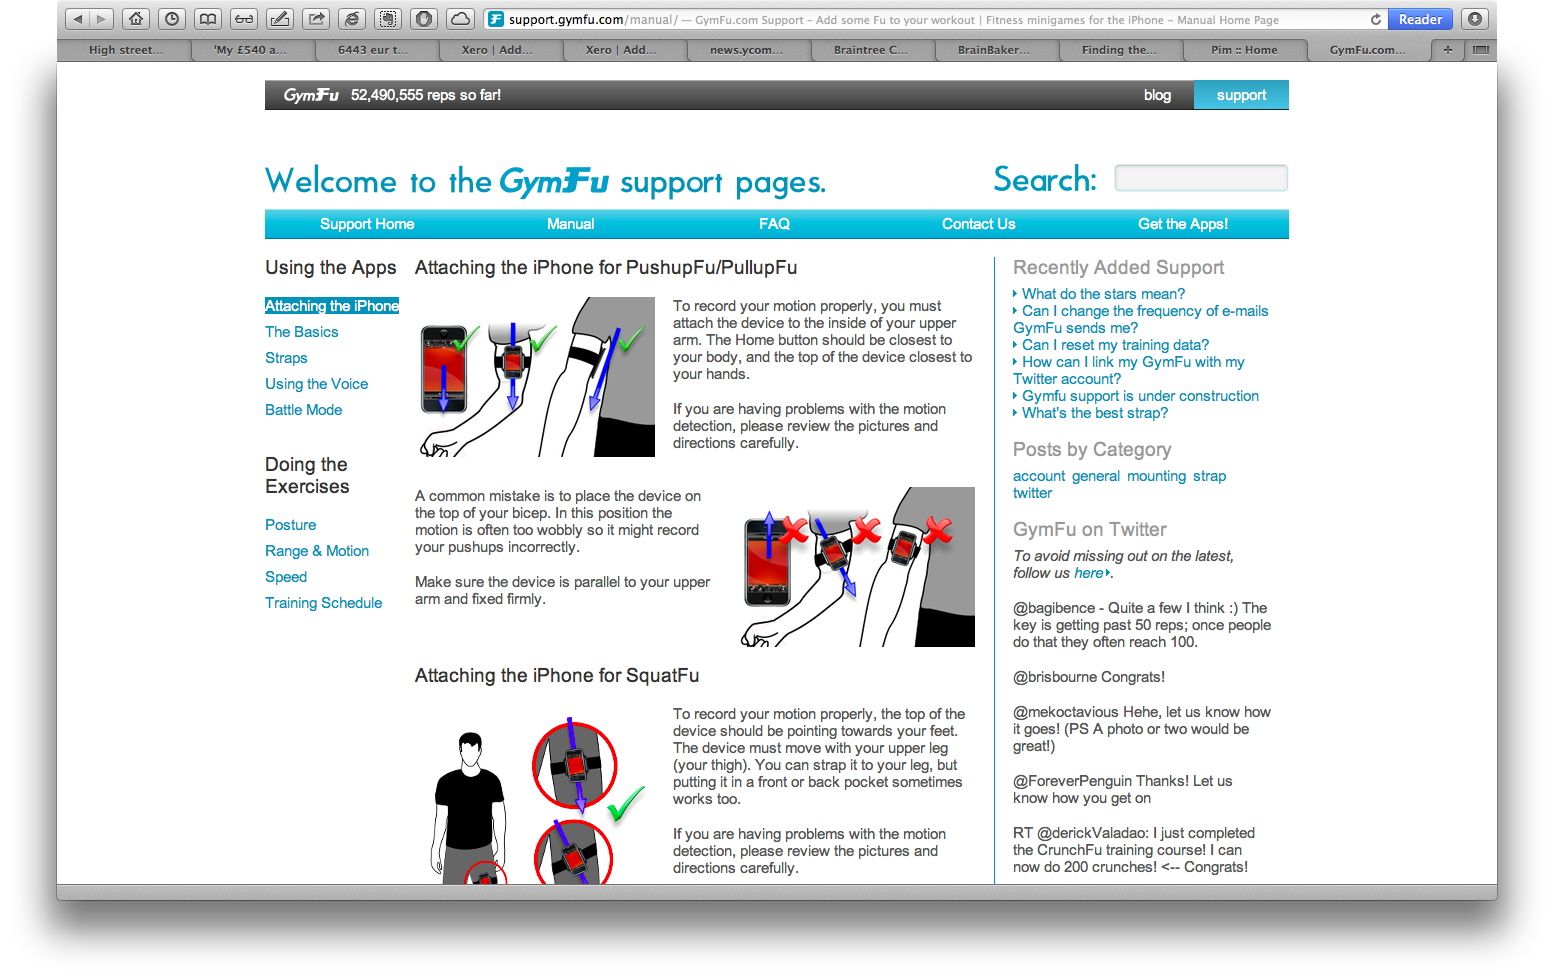 support.gymfu.com/manual/ — GymFu.com Support – Add some Fu to your workout | Fitness minigames for the iPhone – Manual Home Page
Reader
High street...
'My £540 a...
6443 eur t...
Xero | Add...
Xero | Add...
news.ycom...
Braintree C...
BrainBaker...
Finding the...
Pim :: Home
GymFu.com...
GymFu 52,490,555 reps so far!
blog
support
Welcome to the GymFu support pages.
Search:
Support Home
Manual
FAQ
Contact Us
Get the Apps!
Using the Apps
Attaching the iPhone
The Basics
Straps
Using the Voice
Battle Mode
Doing the
Exercises
Posture
Range & Motion
Speed
Training Schedule
Attaching the iPhone for PushupFu/PullupFu
To record your motion properly, you must
attach the device to the inside of your upper
arm. The Home button should be closest to
your body, and the top of the device closest to
your hands.
If you are having problems with the motion
detection, please review the pictures and
directions carefully.
A common mistake is to place the device on
the top of your bicep. In this position the
motion is often too wobbly so it might record
your pushups incorrectly.
Make sure the device is parallel to your upper
arm and fixed firmly.
Attaching the iPhone for SquatFu
To record your motion properly, the top of the
device should be pointing towards your feet.
The device must move with your upper leg
(your thigh). You can strap it to your leg, but
putting it in a front or back pocket sometimes
works too.
If you are having problems with the motion
detection, please review the pictures and
directions carefully.
Recently Added Support
What do the stars mean?
Can I change the frequency of e-mails
GymFu sends me?
Can I reset my training data?
How can I link my GymFu with my
Twitter account?
Gymfu support is under construction
What's the best strap?
Posts by Category
account general mounting strap
twitter
GymFu on Twitter
To avoid missing out on the latest,
follow us here.
@bagibence - Quite a few I think :) The
key is getting past 50 reps; once people
do that they often reach 100.
@brisbourne Congrats!
@mekoctavious Hehe, let us know how
it goes! (PS A photo or two would be
great!)
@ForeverPenguin Thanks! Let us
know how you get on
RT @derickValadao: I just completed
the CrunchFu training course! I can
now do 200 crunches! <-- Congrats!